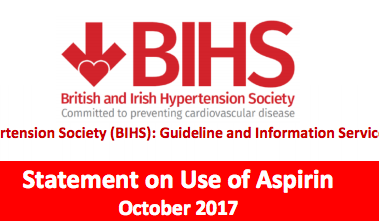 BIHS
British and Irish Hypertension Society
Committed to preventing cardiovascular disease
rtension Society (BIHS): Guideline and Information Service
Statement on Use of Aspirin
October 2017